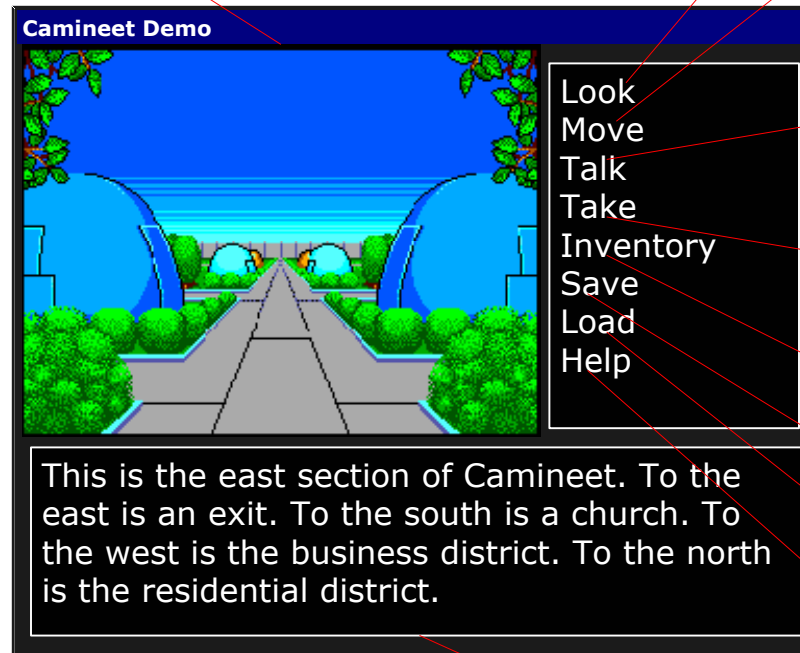 Camineet Demo
Look
Move
Talk
Take
Inventory
Save
Load
Help
This is the east section of Camineet. To the
east is an exit. To the south is a church. To
the west is the business district. To the north
is the residential district.